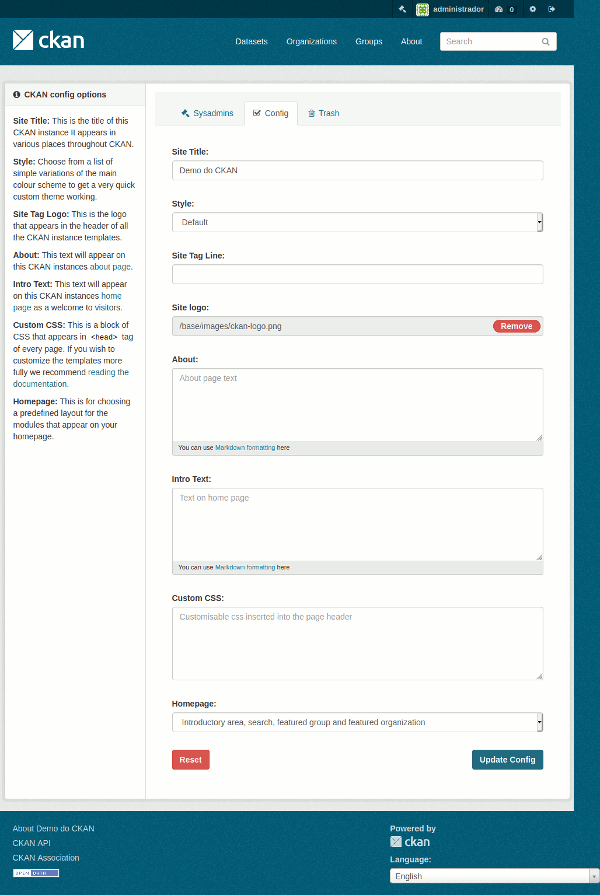 administrador 0
ckan
Datasets Organizations Groups About Search
CKAN config options
Site Title: This is the title of this
CKAN instance It appears in
various places throughout CKAN.
Style: Choose from a list of
simple variations of the main
colour scheme to get a very quick
custom theme working.
Site Tag Logo: This is the logo
that appears in the header of all
the CKAN instance templates.
About: This text will appear on
this CKAN instances about page.
Intro Text: This text will appear
on this CKAN instances home
page as a welcome to visitors.
Custom CSS: This is a block of
CSS that appears in <head> tag
of every page. If you wish to
customize the templates more
fully we recommend reading the
documentation.
Homepage: This is for choosing
a predefined layout for the
modules that appear on your
homepage.
Sysadmins Config Trash
Site Title:
Demo do CKAN
Style:
Default
Site Tag Line:
Site logo:
/base/images/ckan-logo.png Remove
About:
About page text
You can use Markdown formatting here
Intro Text:
Text on home page
You can use Markdown formatting here
Custom CSS:
Customisable css inserted into the page header
Homepage:
Introductory area, search, featured group and featured organization
Reset Update Config
About Demo do CKAN
CKAN API
CKAN Association
OPEN DATA
Powered by
ckan
Language:
English